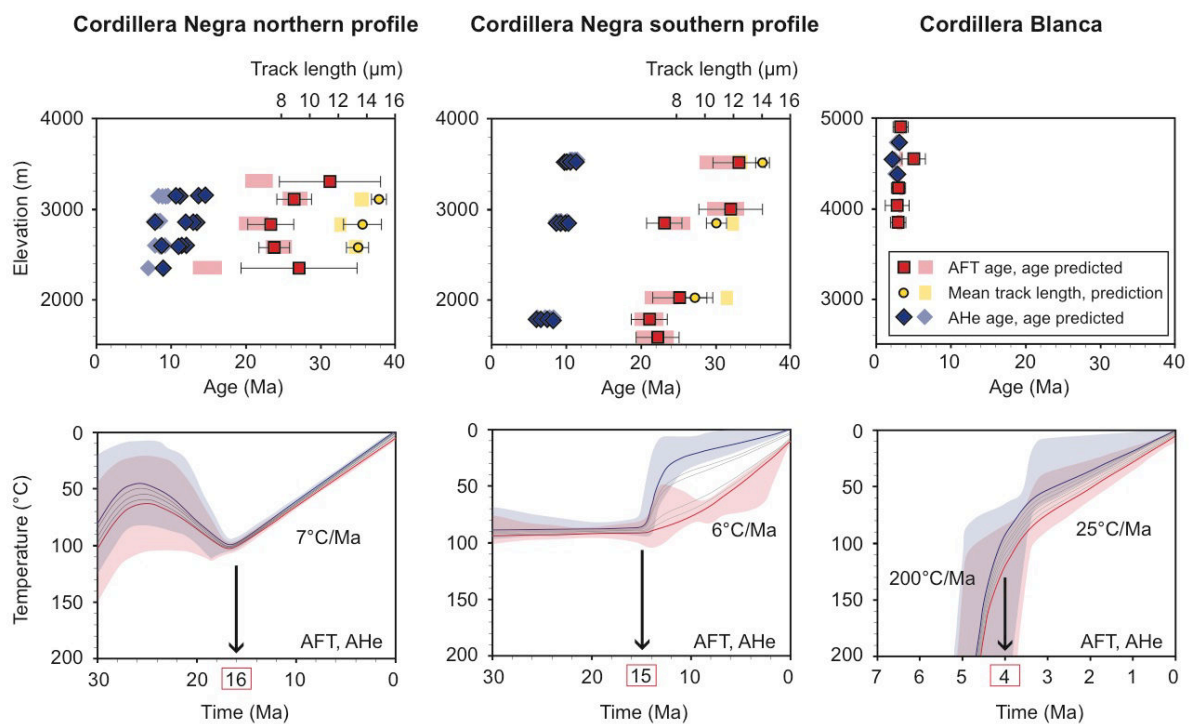 Cordillera Negra northern profile
Cordillera Negra southern profile
Cordillera Blanca
Track length (µm)
8 10 12 14 16
Track length (µm)
8 10 12 14 16
Elevation (m)
4000
3000
2000
0 10 20 30 40
Age (Ma)
4000
3000
2000
0 10 20 30 40
Age (Ma)
5000
4000
3000
AFT age, age predicted
Mean track length, prediction
AHe age, age predicted
0 10 20 30 40
Age (Ma)
Temperature (°C)
0
50
100
150
200
7°C/Ma
AFT, AHe
30 20 16 10 0
Time (Ma)
0
50
100
150
200
6°C/Ma
AFT, AHe
30 20 15 10 0
Time (Ma)
0
50
100
150
200
25°C/Ma
200°C/Ma
AFT, AHe
7 6 5 4 3 2 1 0
Time (Ma)